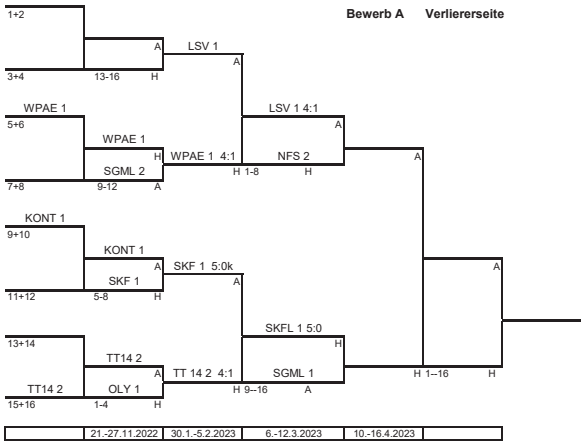 1+2
Bewerb A Verliererseite
A LSV 1
3+4 13-16 H A
WPAE 1 LSV 1 4:1
5+6 A
WPAE 1
H WPAE 1 4:1 NFS 2 A
SGML 2 H 1-8 H
7+8 9-12 A
KONT 1
9+10
KONT 1
A SKF 1 5:0k A
SKF 1 A
11+12 5-8 H
SKFL 1 5:0
13+14 H
TT14 2
A TT 14 2 4:1 SGML 1 H 1--16 H
TT14 2 OLY 1 H 9--16 A
15+16 1-4 H
21.-27.11.2022 30.1.-5.2.2023 6.-12.3.2023 10.-16.4.2023